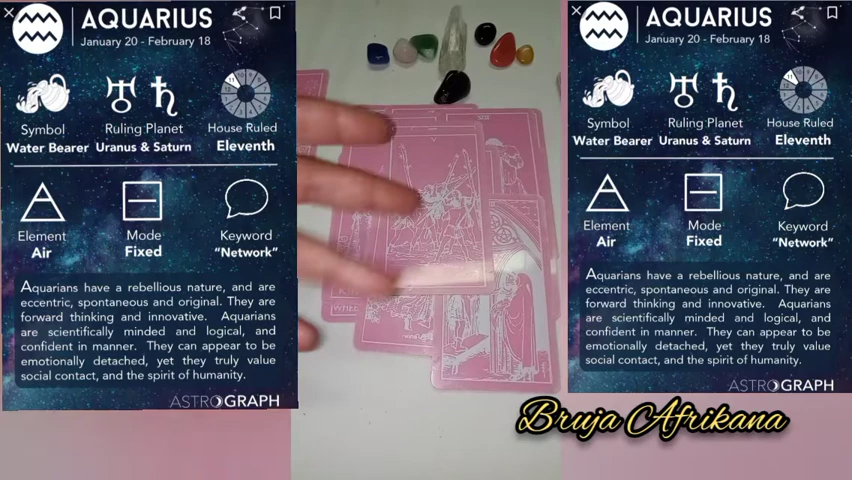 AQUARIUS
January 20 - February 18
Symbol
Water Bearer
Ruling Planet
Uranus & Saturn
House Ruled
Eleventh
Element
Air
Mode
Fixed
Keyword
“Network”
Aquarians have a rebellious nature, and are
eccentric, spontaneous and original. They are
forward thinking and innovative. Aquarians
are scientifically minded and logical, and
confident in manner. They can appear to be
emotionally detached, yet they truly value
social contact, and the spirit of humanity.
ASTROGRAPH
AQUARIUS
January 20 - February 18
Symbol
Water Bearer
Ruling Planet
Uranus & Saturn
House Ruled
Eleventh
Element
Air
Mode
Fixed
Keyword
“Network”
Aquarians have a rebellious nature, and are
eccentric, spontaneous and original. They are
forward thinking and innovative. Aquarians
are scientifically minded and logical, and
confident in manner. They can appear to be
emotionally detached, yet they truly value
social contact, and the spirit of humanity.
ASTROGRAPH
Bruja Afrikana